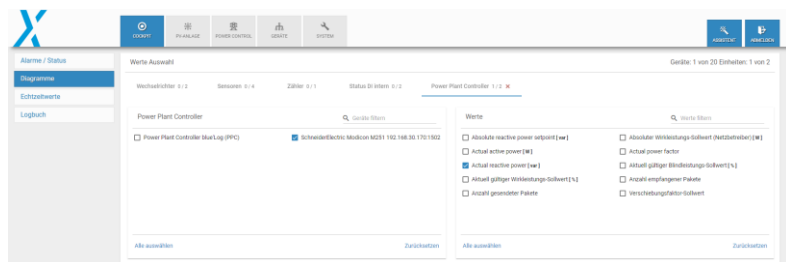 COCKPIT PV-ANLAGE POWER CONTROL GERÄTE SYSTEM ASSISTENT ANMELDEN
Alarme / Status
Diagramme
Echtzeitwerte
Logbuch
Werte Auswahl Geräte: 1 von 20 Einheiten: 1 von 2
Wechselrichter 0 / 3 Sensoren 0 / 6 Zähler 0 / 1 Status DI intern 0 / 2 Power Plant Controller 1 / 2 ×
Power Plant Controller Geräte filtern
Power Plant Controller blue'Log (PPC) SchneiderElectric Modicon M251 192.168.30.170:1502
Alle auswählen Zurücksetzen
Werte Werte filtern
Absolute reactive power setpoint [var] Absoluter Wirkleistungs-Sollwert (Netzbetreiber) [W]
Actual active power [W] Actual power factor
Actual reactive power [var] Aktuell gültiger Blindleistungs-Sollwert [%]
Aktuell gültiger Wirkleistungs-Sollwert [%] Anzahl empfangener Pakete
Anzahl gesendeter Pakete Verschiebungsfaktor-Sollwert
Alle auswählen Zurücksetzen